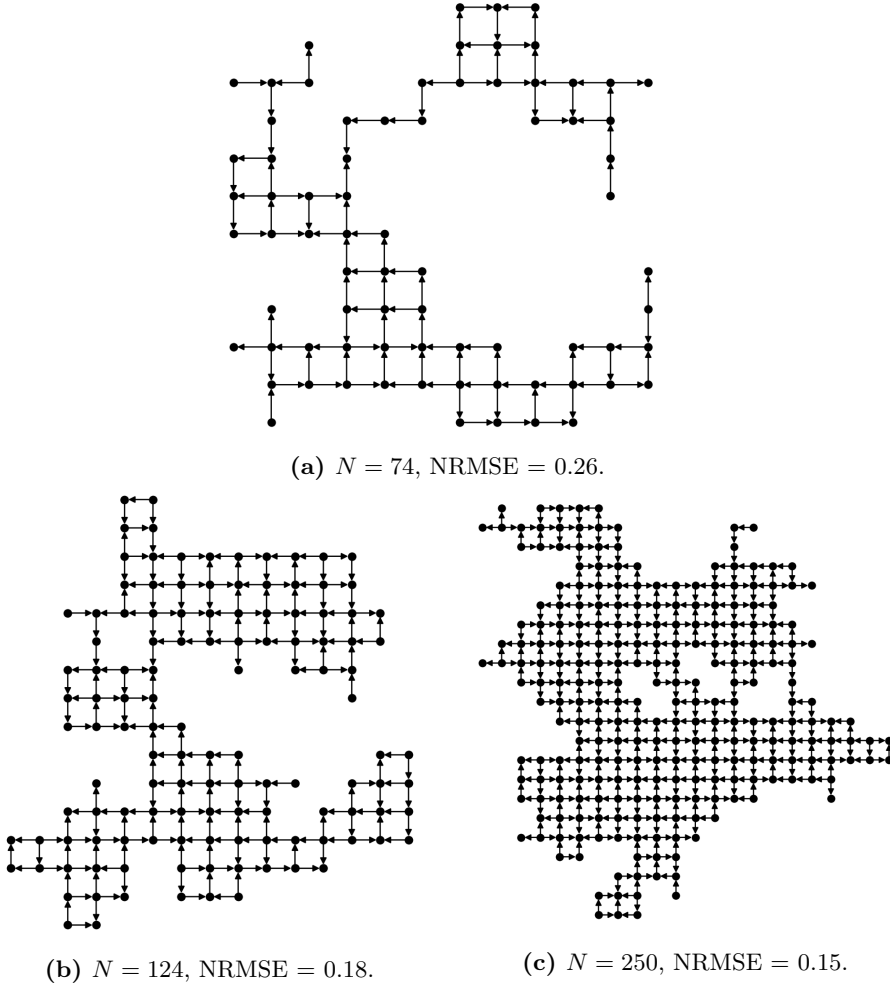 (a) N = 74, NRMSE = 0.26.
(b) N = 124, NRMSE = 0.18.
(c) N = 250, NRMSE = 0.15.